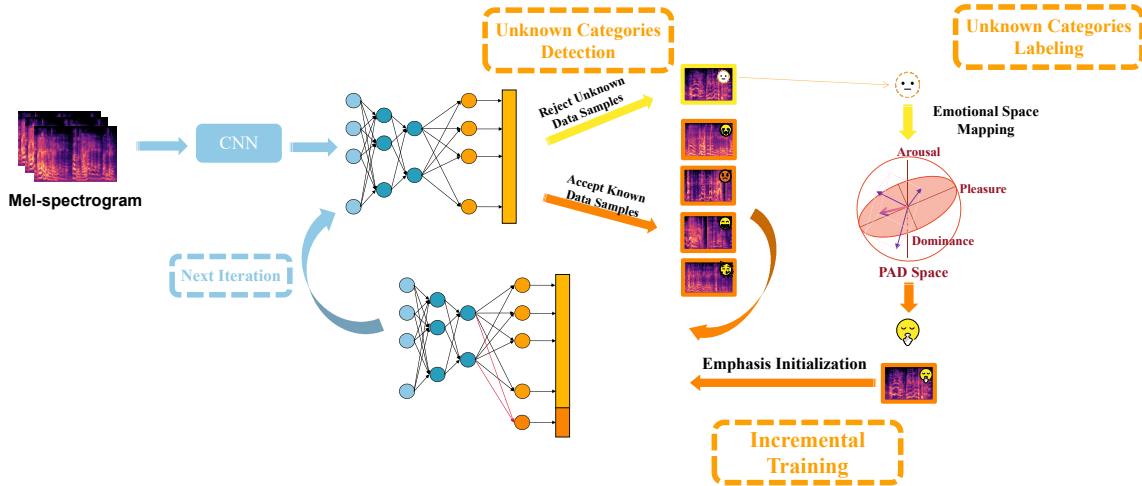 Unknown Categories
Detection
Unknown Categories
Labeling
Reject Unknown
Data Samples
Emotional Space
Mapping
CNN
Mel-spectrogram
Accept Known
Data Samples
Arousal
Pleasure
Dominance
PAD Space
Next Iteration
Emphasis Initialization
Incremental
Training